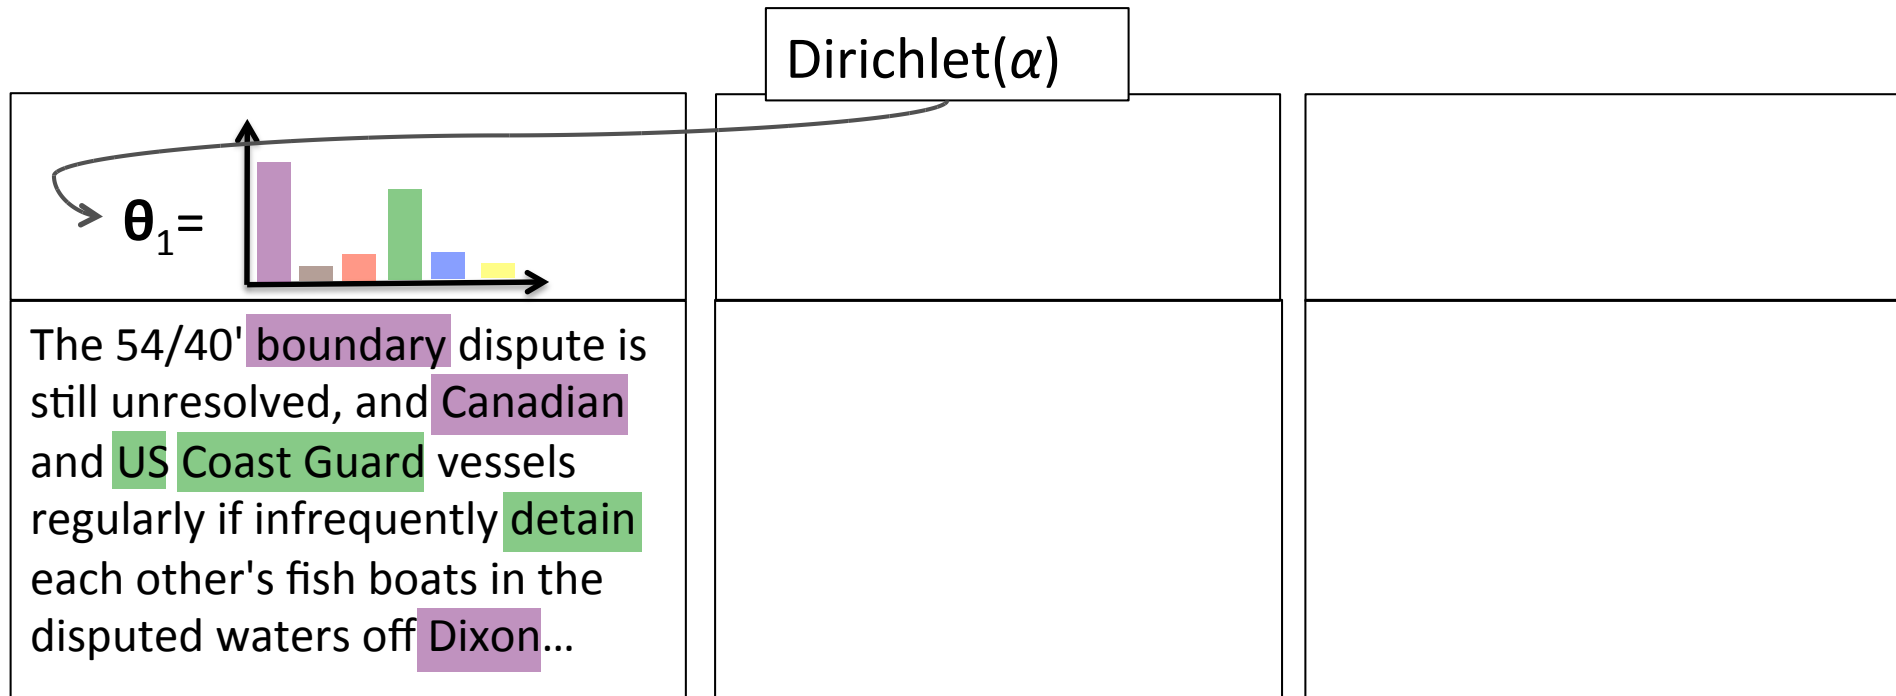 Dirichlet(α)
θ₁=
The 54/40' boundary dispute is
still unresolved, and Canadian
and US Coast Guard vessels
regularly if infrequently detain
each other's fish boats in the
disputed waters off Dixon…